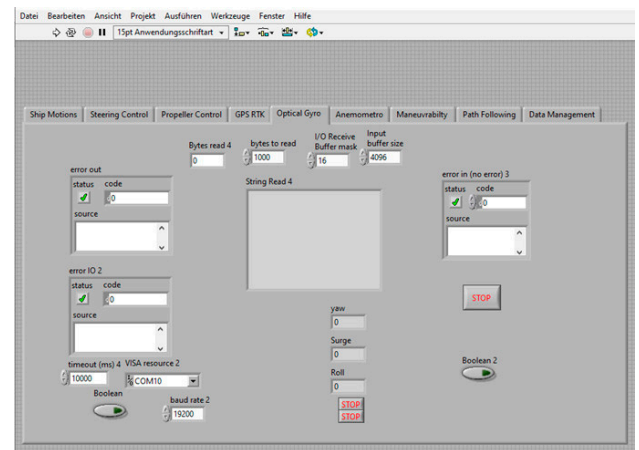 Datei Bearbeiten Ansicht Projekt Ausführen Werkzeuge Fenster Hilfe
15pt Anwendungsschriftart
Ship Motions Steering Control Propeller Control GPS RTK Optical Gyro Anemometro Maneuvrabilty Path Following Data Management
Bytes read 4
0
bytes to read
1000
I/O Receive
Buffer mask
16
Input
buffer size
4096
error out
status code
0
source
String Read 4
error in (no error) 3
status code
0
source
error IO 2
status code
0
source
STOP
yaw
0
Surge
0
Roll
0
STOP
STOP
timeout (ms) 4
10000
VISA resource 2
COM10
Boolean
baud rate 2
19200
Boolean 2